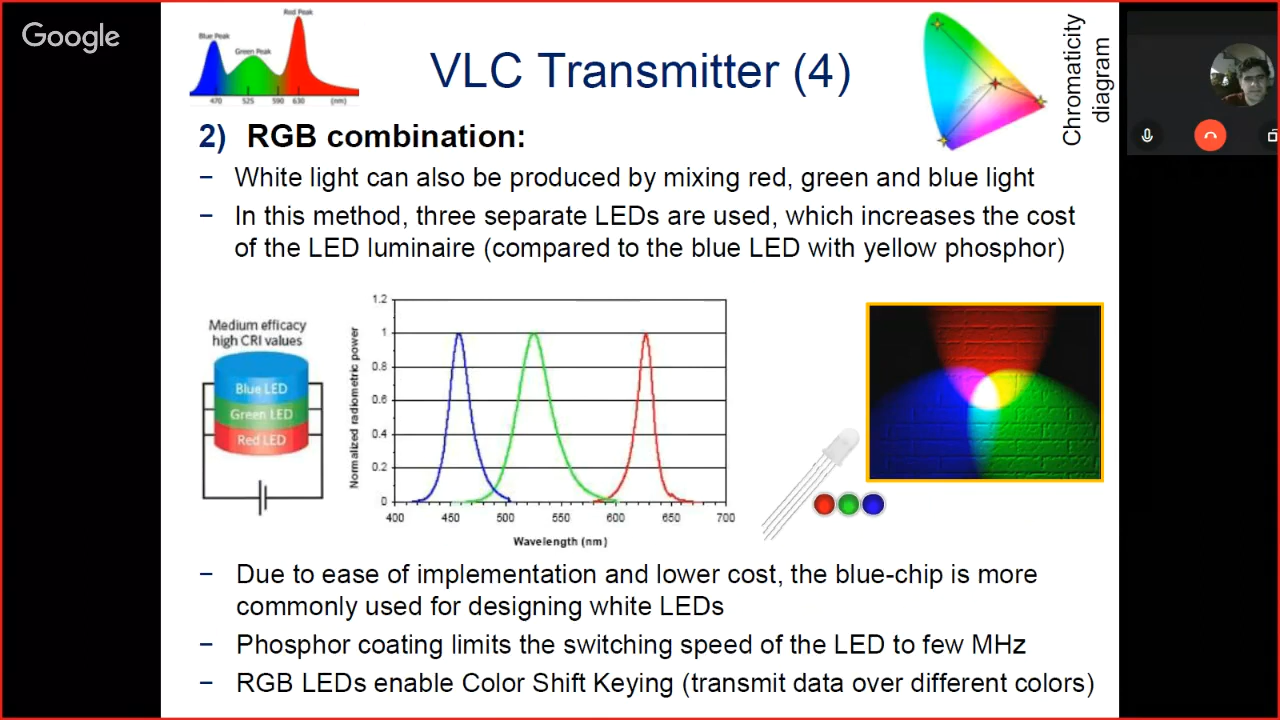 Google
Red Peak
Blue Peak
Green Peak
470 525 590 630 (nm)
VLC Transmitter (4)
Chromaticity
diagram
2) RGB combination:
− White light can also be produced by mixing red, green and blue light
− In this method, three separate LEDs are used, which increases the cost
of the LED luminaire (compared to the blue LED with yellow phosphor)
Medium efficacy
high CRI values
Blue LED
Green LED
Red LED
Normalized radiometric power
1.2
1
0.8
0.6
0.4
0.2
0
400 450 500 550 600 650 700
Wavelength (nm)
− Due to ease of implementation and lower cost, the blue-chip is more
commonly used for designing white LEDs
− Phosphor coating limits the switching speed of the LED to few MHz
− RGB LEDs enable Color Shift Keying (transmit data over different colors)